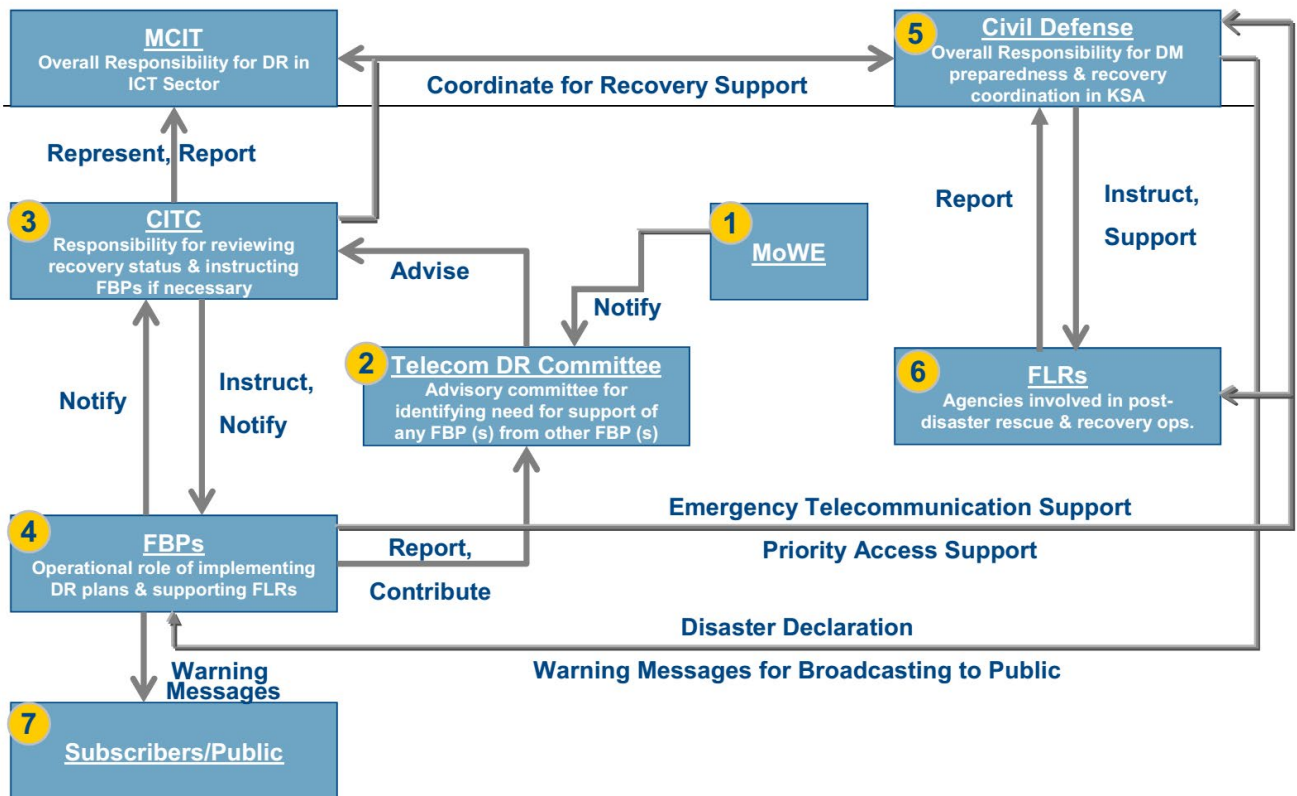 MCIT
Overall Responsibility for DR in
ICT Sector
5
Civil Defense
Overall Responsibility for DM
preparedness & recovery
coordination in KSA
Coordinate for Recovery Support
Represent, Report
3
CITC
Responsibility for reviewing
recovery status & instructing
FBPs if necessary
1
MoWE
Report
Instruct,
Support
Advise
Notify
2
Telecom DR Committee
Advisory committee for
identifying need for support of
any FBP (s) from other FBP (s)
6
FLRs
Agencies involved in post-
disaster rescue & recovery ops.
Notify
Instruct,
Notify
4
FBPs
Operational role of implementing
DR plans & supporting FLRs
Report,
Contribute
Emergency Telecommunication Support
Priority Access Support
Disaster Declaration
Warning Messages for Broadcasting to Public
Warning
Messages
7
Subscribers/Public